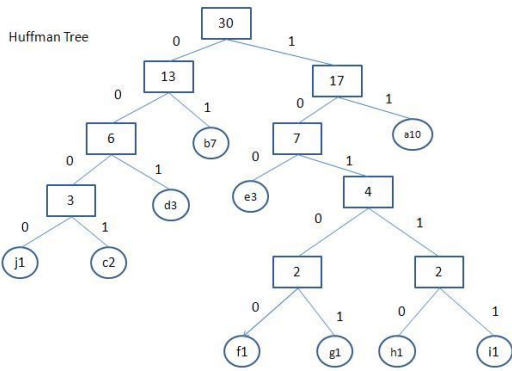 30
Huffman Tree
0 1
13
17
0 1 0 1
6 b7 7 a10
0 1 0 1
3 d3 e3 4
0 1 0 1
j1 c2 2 2
0 1 0 1
f1 g1 h1 i1